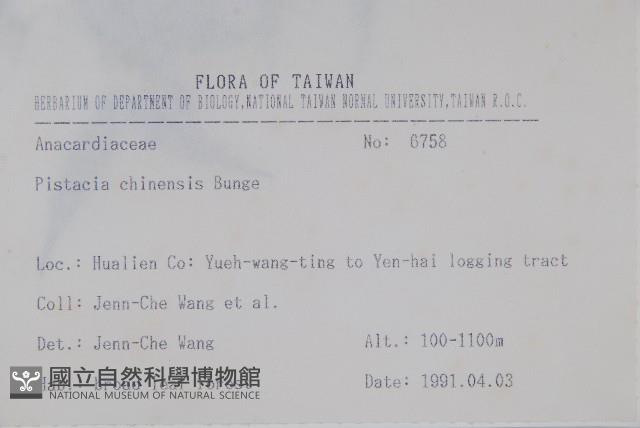 FLORA OF TAIWAN
HERBARIUM OF DEPARTMENT OF BIOLOGY,NATIONAL TAIWAN NORMAL UNIVERSITY,TAIWAN R.O.C.
Anacardiaceae No: 6758
Pistacia chinensis Bunge
Loc.: Hualien Co: Yueh-wang-ting to Yen-hai logging tract
Coll: Jenn-Che Wang et al.
Det.: Jenn-Che Wang Alt.: 100-1100m
Date: 1991.04.03
國立自然科學博物館
NATIONAL MUSEUM OF NATURAL SCIENCE